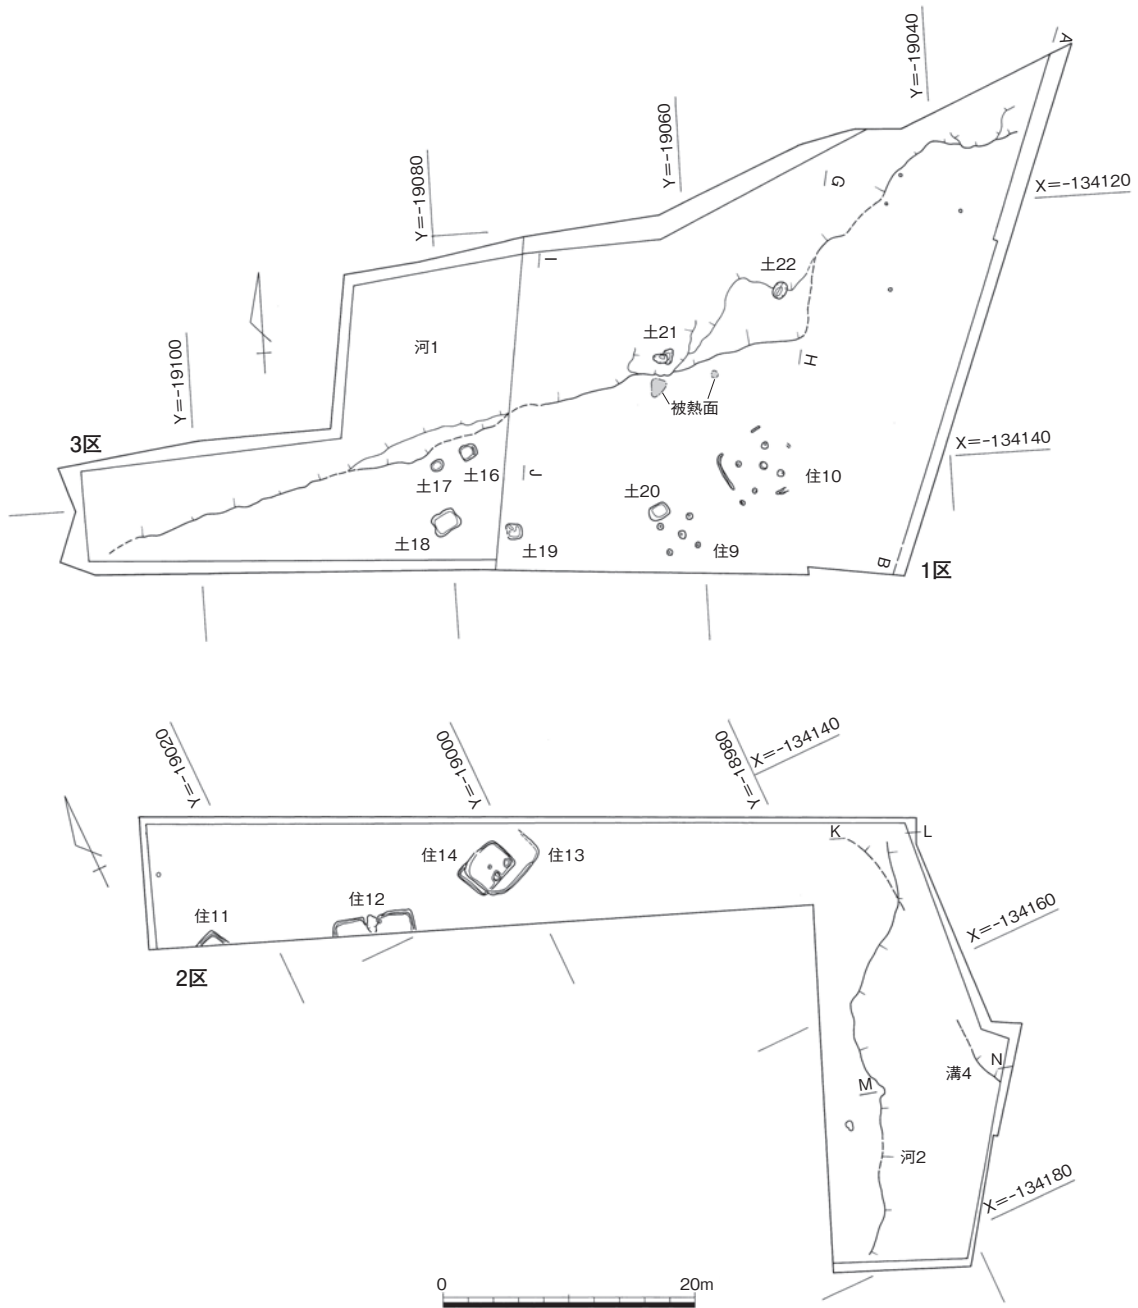 A
Y=-19040
Y=-19060
Y=-19080
G
X=-134120
I
土22
土21
河1
H
Y=-19100
被熱面
3区
X=-134140
土16
土17
J
住10
土20
土18
土19
住9
B
1区
Y=-19020
Y=-19000
Y=-18980
X=-134140
K
L
住14
住13
住12
住11
X=-134160
2区
N
溝4
M
河2
X=-134180
0
20m